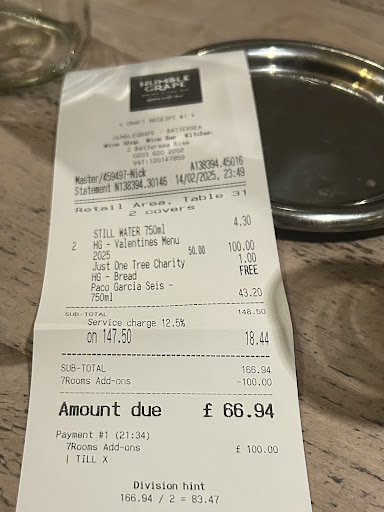 HUMBLE
GRAPE
* DRAFT RECEIPT #1 *
HUMBLEGRAPE - BATTERSEA
Wine Shop Wine Bar Kitchen
2 Battersea Rise
0203 620 2202
VAT:120147859
Master/459497-Nick A138394.45016
Statement N138394.30146 14/02/2025, 23:49
Retail Area, Table 31
2 covers
STILL WATER 750ml 4.30
2 HG - Valentines Menu 50.00 100.00
2025
Just One Tree Charity 1.00
HG - Bread FREE
Paco Garcia Seis - 43.20
750ml
SUB-TOTAL 148.50
Service charge 12.5%
on 147.50 18.44
SUB-TOTAL 166.94
7Rooms Add-ons -100.00
Amount due £ 66.94
Payment #1 (21:34)
7Rooms Add-ons £ 100.00
| TILL X
Division hint
166.94 / 2 = 83.47